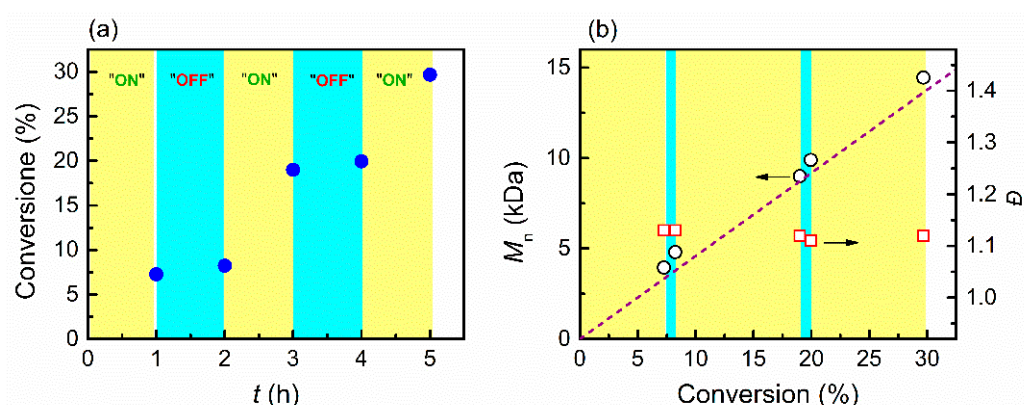 (a)
"ON" "OFF" "ON" "OFF" "ON"
30
25
20
15
10
5
0
0 1 2 3 4 5
Conversione (%)
t (h)
(b)
15
10
5
0
Mn (kDa)
1.4
1.3
1.2
1.1
1.0
Đ
0 5 10 15 20 25 30
Conversion (%)